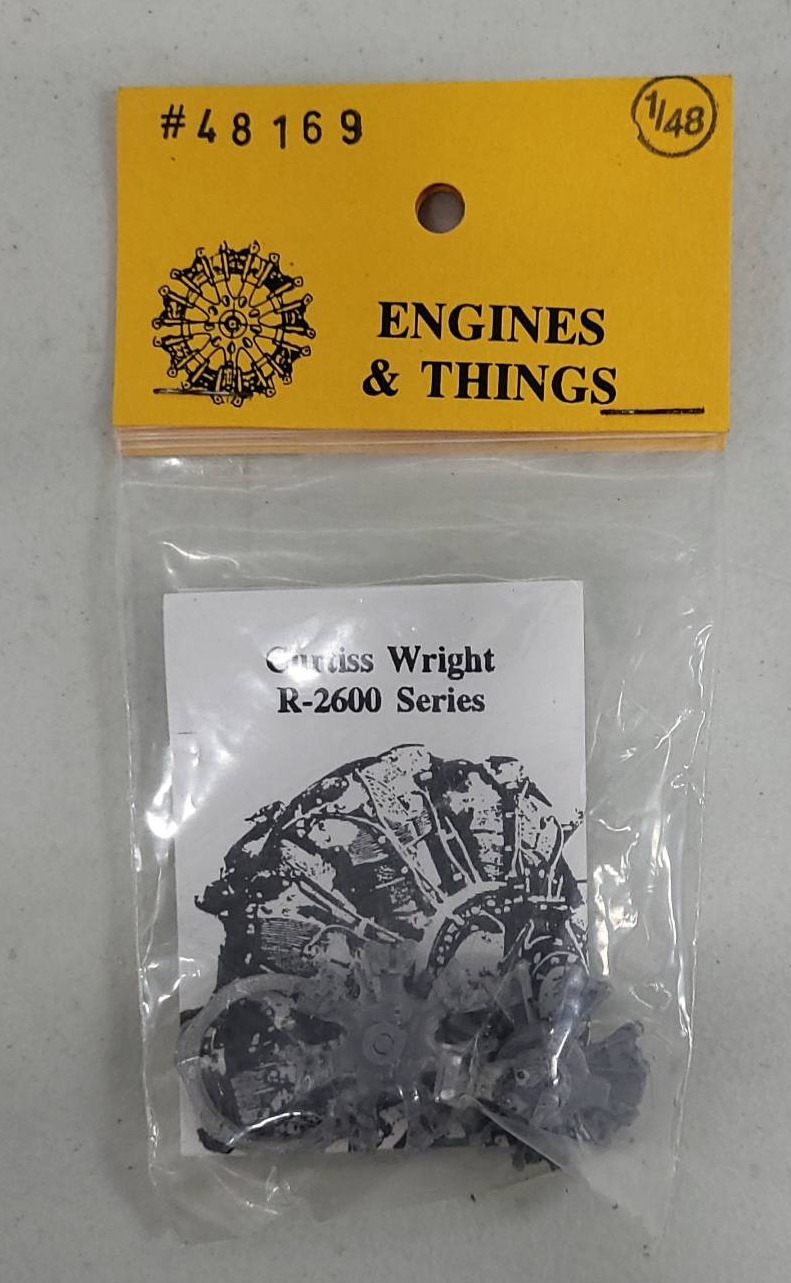 #48169
1/48
ENGINES
& THINGS
Curtiss Wright
R-2600 Series